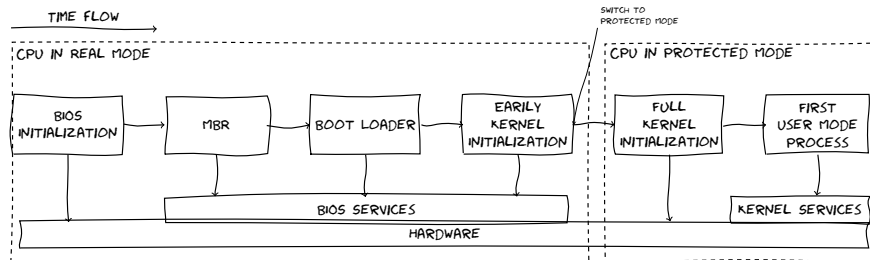 TIME FLOW
SWITCH TO
PROTECTED MODE
CPU IN REAL MODE
CPU IN PROTECTED MODE
BIOS
INITIALIZATION
MBR
BOOT LOADER
EARILY
KERNEL
INITIALIZATION
FULL
KERNEL
INITIALIZATION
FIRST
USER MODE
PROCESS
BIOS SERVICES
KERNEL SERVICES
HARDWARE